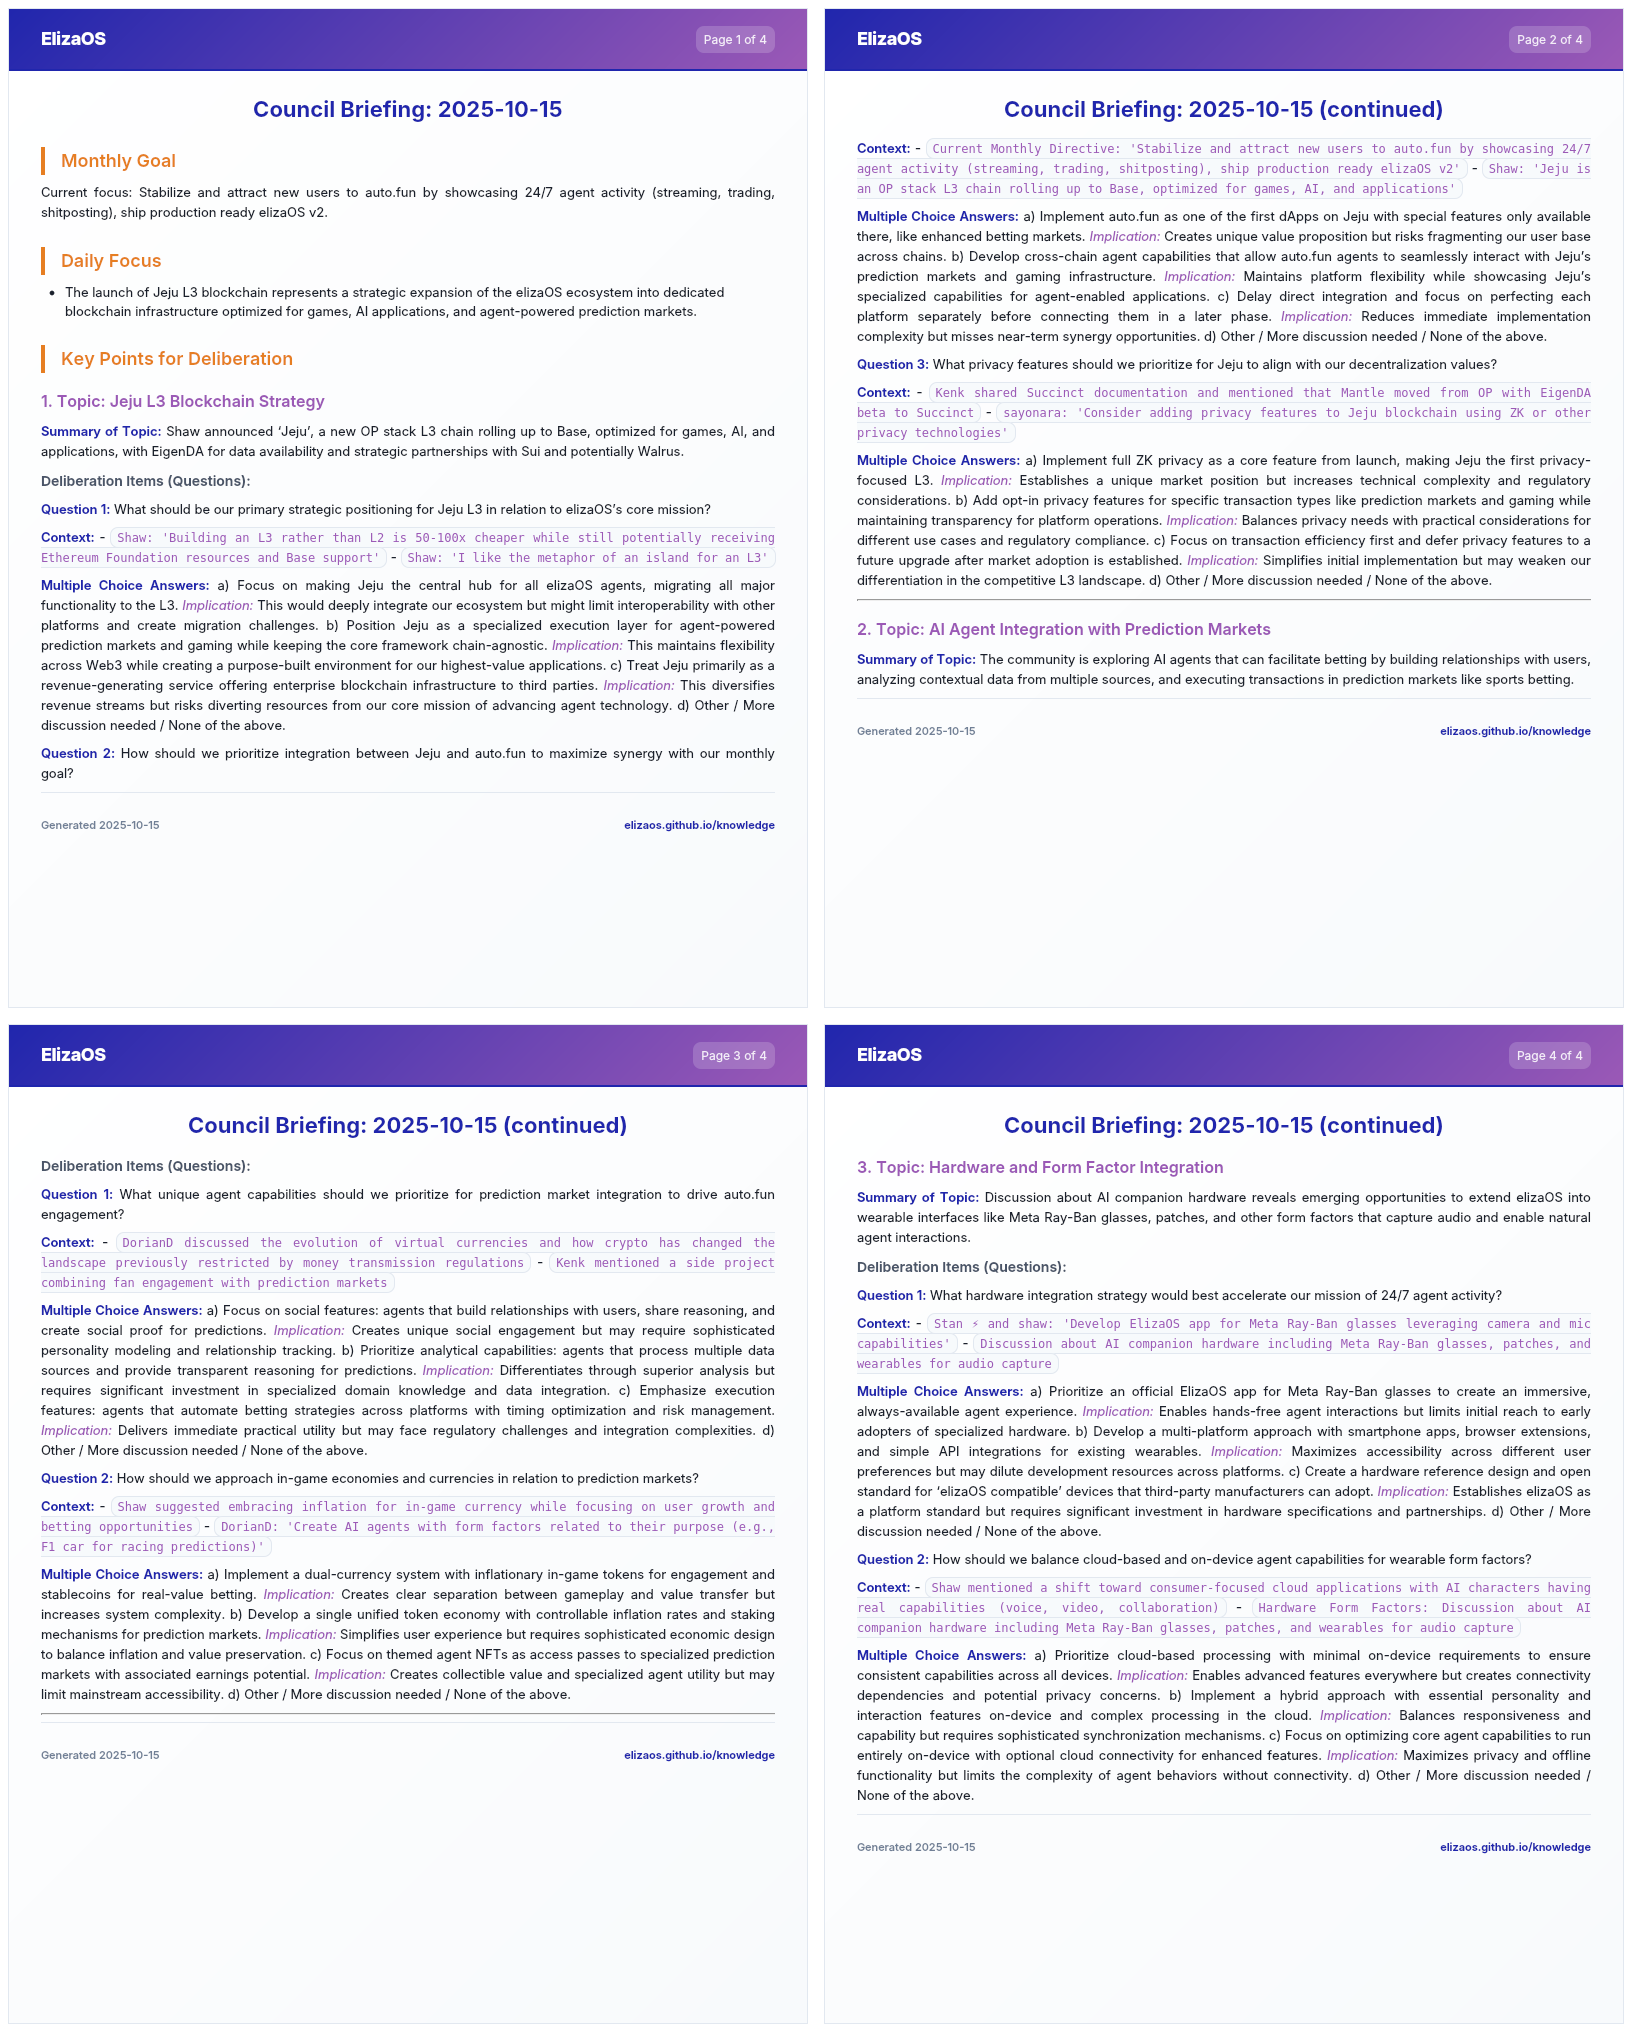 ElizaOS
Page 1 of 4
Council Briefing: 2025-10-15
Monthly Goal
Current focus: Stabilize and attract new users to auto.fun by showcasing 24/7 agent activity (streaming, trading,
shitposting), ship production ready elizaOS v2.
Daily Focus
• The launch of Jeju L3 blockchain represents a strategic expansion of the elizaOS ecosystem into dedicated
blockchain infrastructure optimized for games, AI applications, and agent-powered prediction markets.
Key Points for Deliberation
1. Topic: Jeju L3 Blockchain Strategy
Summary of Topic: Shaw announced ‘Jeju’, a new OP stack L3 chain rolling up to Base, optimized for games, AI, and
applications, with EigenDA for data availability and strategic partnerships with Sui and potentially Walrus.
Deliberation Items (Questions):
Question 1: What should be our primary strategic positioning for Jeju L3 in relation to elizaOS’s core mission?
Context: - Shaw: 'Building an L3 rather than L2 is 50-100x cheaper while still potentially receiving
Ethereum Foundation resources and Base support' - Shaw: 'I like the metaphor of an island for an L3'
Multiple Choice Answers: a) Focus on making Jeju the central hub for all elizaOS agents, migrating all major
functionality to the L3. Implication: This would deeply integrate our ecosystem but might limit interoperability with other
platforms and create migration challenges. b) Position Jeju as a specialized execution layer for agent-powered
prediction markets and gaming while keeping the core framework chain-agnostic. Implication: This maintains flexibility
across Web3 while creating a purpose-built environment for our highest-value applications. c) Treat Jeju primarily as a
revenue-generating service offering enterprise blockchain infrastructure to third parties. Implication: This diversifies
revenue streams but risks diverting resources from our core mission of advancing agent technology. d) Other / More
discussion needed / None of the above.
Question 2: How should we prioritize integration between Jeju and auto.fun to maximize synergy with our monthly
goal?
Generated 2025-10-15
elizaos.github.io/knowledge
ElizaOS
Page 2 of 4
Council Briefing: 2025-10-15 (continued)
Context: - Current Monthly Directive: 'Stabilize and attract new users to auto.fun by showcasing 24/7
agent activity (streaming, trading, shitposting), ship production ready elizaOS v2' - Shaw: 'Jeju is
an OP stack L3 chain rolling up to Base, optimized for games, AI, and applications'
Multiple Choice Answers: a) Implement auto.fun as one of the first dApps on Jeju with special features only available
there, like enhanced betting markets. Implication: Creates unique value proposition but risks fragmenting our user base
across chains. b) Develop cross-chain agent capabilities that allow auto.fun agents to seamlessly interact with Jeju’s
prediction markets and gaming infrastructure. Implication: Maintains platform flexibility while showcasing Jeju’s
specialized capabilities for agent-enabled applications. c) Delay direct integration and focus on perfecting each
platform separately before connecting them in a later phase. Implication: Reduces immediate implementation
complexity but misses near-term synergy opportunities. d) Other / More discussion needed / None of the above.
Question 3: What privacy features should we prioritize for Jeju to align with our decentralization values?
Context: - Kenk shared Succinct documentation and mentioned that Mantle moved from OP with EigenDA
beta to Succinct - sayonara: 'Consider adding privacy features to Jeju blockchain using ZK or other
privacy technologies'
Multiple Choice Answers: a) Implement full ZK privacy as a core feature from launch, making Jeju the first privacy-
focused L3. Implication: Establishes a unique market position but increases technical complexity and regulatory
considerations. b) Add opt-in privacy features for specific transaction types like prediction markets and gaming while
maintaining transparency for platform operations. Implication: Balances privacy needs with practical considerations for
different use cases and regulatory compliance. c) Focus on transaction efficiency first and defer privacy features to a
future upgrade after market adoption is established. Implication: Simplifies initial implementation but may weaken our
differentiation in the competitive L3 landscape. d) Other / More discussion needed / None of the above.
2. Topic: AI Agent Integration with Prediction Markets
Summary of Topic: The community is exploring AI agents that can facilitate betting by building relationships with users,
analyzing contextual data from multiple sources, and executing transactions in prediction markets like sports betting.
Generated 2025-10-15
elizaos.github.io/knowledge
ElizaOS
Page 3 of 4
Council Briefing: 2025-10-15 (continued)
Deliberation Items (Questions):
Question 1: What unique agent capabilities should we prioritize for prediction market integration to drive auto.fun
engagement?
Context: - DorianD discussed the evolution of virtual currencies and how crypto has changed the
landscape previously restricted by money transmission regulations - Kenk mentioned a side project
combining fan engagement with prediction markets
Multiple Choice Answers: a) Focus on social features: agents that build relationships with users, share reasoning, and
create social proof for predictions. Implication: Creates unique social engagement but may require sophisticated
personality modeling and relationship tracking. b) Prioritize analytical capabilities: agents that process multiple data
sources and provide transparent reasoning for predictions. Implication: Differentiates through superior analysis but
requires significant investment in specialized domain knowledge and data integration. c) Emphasize execution
features: agents that automate betting strategies across platforms with timing optimization and risk management.
Implication: Delivers immediate practical utility but may face regulatory challenges and integration complexities. d)
Other / More discussion needed / None of the above.
Question 2: How should we approach in-game economies and currencies in relation to prediction markets?
Context: - Shaw suggested embracing inflation for in-game currency while focusing on user growth and
betting opportunities - DorianD: 'Create AI agents with form factors related to their purpose (e.g.,
F1 car for racing predictions)'
Multiple Choice Answers: a) Implement a dual-currency system with inflationary in-game tokens for engagement and
stablecoins for real-value betting. Implication: Creates clear separation between gameplay and value transfer but
increases system complexity. b) Develop a single unified token economy with controllable inflation rates and staking
mechanisms for prediction markets. Implication: Simplifies user experience but requires sophisticated economic design
to balance inflation and value preservation. c) Focus on themed agent NFTs as access passes to specialized prediction
markets with associated earnings potential. Implication: Creates collectible value and specialized agent utility but may
limit mainstream accessibility. d) Other / More discussion needed / None of the above.
Generated 2025-10-15
elizaos.github.io/knowledge
ElizaOS
Page 4 of 4
Council Briefing: 2025-10-15 (continued)
3. Topic: Hardware and Form Factor Integration
Summary of Topic: Discussion about AI companion hardware reveals emerging opportunities to extend elizaOS into
wearable interfaces like Meta Ray-Ban glasses, patches, and other form factors that capture audio and enable natural
agent interactions.
Deliberation Items (Questions):
Question 1: What hardware integration strategy would best accelerate our mission of 24/7 agent activity?
Context: - Stan ⚡ and shaw: 'Develop ElizaOS app for Meta Ray-Ban glasses leveraging camera and mic
capabilities' - Discussion about AI companion hardware including Meta Ray-Ban glasses, patches, and
wearables for audio capture
Multiple Choice Answers: a) Prioritize an official ElizaOS app for Meta Ray-Ban glasses to create an immersive,
always-available agent experience. Implication: Enables hands-free agent interactions but limits initial reach to early
adopters of specialized hardware. b) Develop a multi-platform approach with smartphone apps, browser extensions,
and simple API integrations for existing wearables. Implication: Maximizes accessibility across different user
preferences but may dilute development resources across platforms. c) Create a hardware reference design and open
standard for ‘elizaOS compatible’ devices that third-party manufacturers can adopt. Implication: Establishes elizaOS as
a platform standard but requires significant investment in hardware specifications and partnerships. d) Other / More
discussion needed / None of the above.
Question 2: How should we balance cloud-based and on-device agent capabilities for wearable form factors?
Context: - Shaw mentioned a shift toward consumer-focused cloud applications with AI characters having
real capabilities (voice, video, collaboration) - Hardware Form Factors: Discussion about AI
companion hardware including Meta Ray-Ban glasses, patches, and wearables for audio capture
Multiple Choice Answers: a) Prioritize cloud-based processing with minimal on-device requirements to ensure
consistent capabilities across all devices. Implication: Enables advanced features everywhere but creates connectivity
dependencies and potential privacy concerns. b) Implement a hybrid approach with essential personality and
interaction features on-device and complex processing in the cloud. Implication: Balances responsiveness and
capability but requires sophisticated synchronization mechanisms. c) Focus on optimizing core agent capabilities to run
entirely on-device with optional cloud connectivity for enhanced features. Implication: Maximizes privacy and offline
functionality but limits the complexity of agent behaviors without connectivity. d) Other / More discussion needed /
None of the above.
Generated 2025-10-15
elizaos.github.io/knowledge